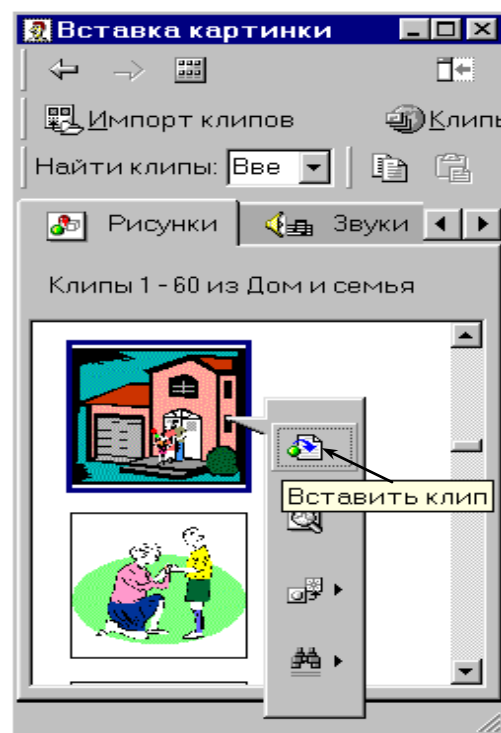 Вставка картинки
Импорт клипов Клипы
Найти клипы: Вве
Рисунки Звуки
Клипы 1 - 60 из Дом и семья
Вставить клип